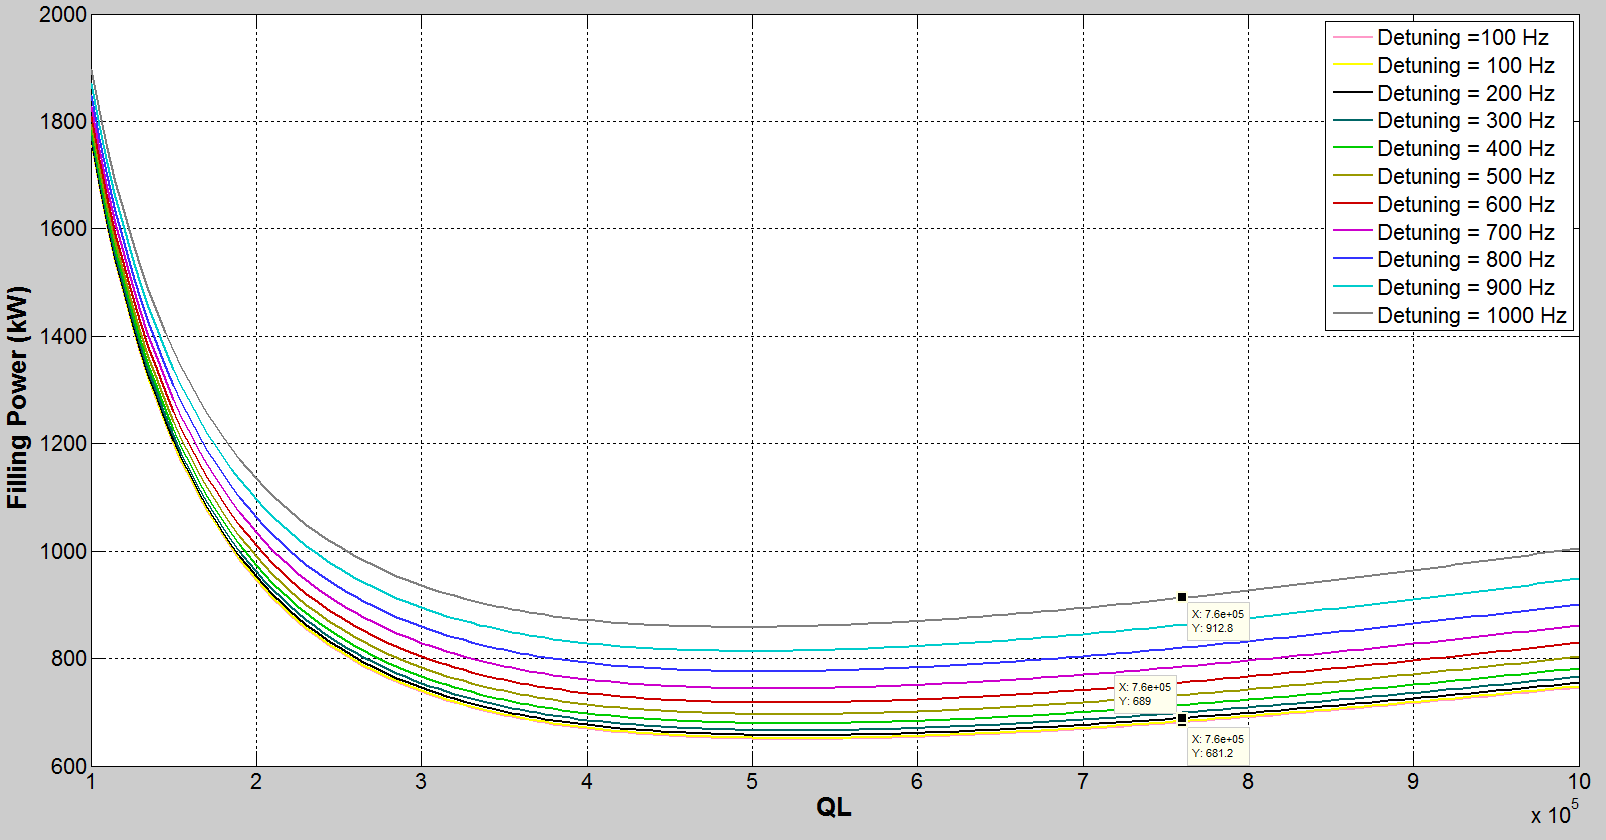 2000
1800
1600
1400
1200
1000
800
600
Filling Power (kW)
1 2 3 4 5 6 7 8 9 10
QL
x 10^5
Detuning =100 Hz
Detuning = 100 Hz
Detuning = 200 Hz
Detuning = 300 Hz
Detuning = 400 Hz
Detuning = 500 Hz
Detuning = 600 Hz
Detuning = 700 Hz
Detuning = 800 Hz
Detuning = 900 Hz
Detuning = 1000 Hz
X: 7.6e+05
Y: 912.8
X: 7.6e+05
Y: 689
X: 7.6e+05
Y: 681.2